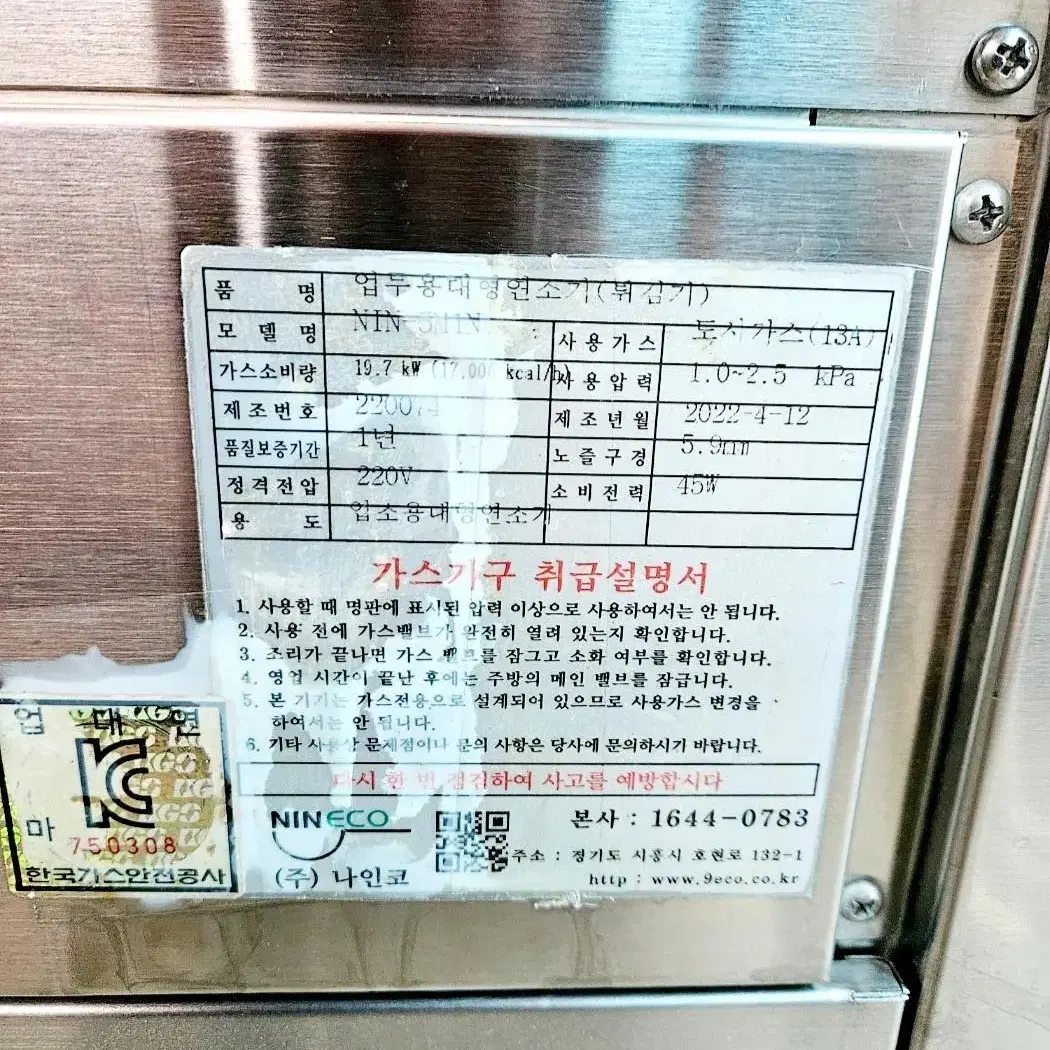 품 명 업무용대형연소기(튀김기)
모 델 명 사 용 가 스 도시가스(13A)
가스소비량 19.7 kW (17,000 kcal/h) 사 용 압 력 1.0~2.5 kPa
제 조 번 호 제 조 년 월 2022-4-12
품질보증기간 1년 노 즐 구 경 5.9mm
정 격 전 압 220V 소 비 전 력 45W
용 도 업소용대형연소기
가스기구 취급설명서
1. 사용할 때 명판에 표시된 압력 이상으로 사용하여서는 안 됩니다.
2. 사용 전에 가스밸브가 완전히 열려 있는지 확인합니다.
3. 조리가 끝나면 가스 밸브를 잠그고 소화 여부를 확인합니다.
4. 영업 시간이 끝난 후에는 주방의 메인 밸브를 잠급니다.
5. 본 기기는 가스전용으로 설계되어 있으므로 사용가스 변경을
하여서는 안 됩니다.
6. 기타 사용상 문제점이나 문의 사항은 당사에 문의하시기 바랍니다.
다시 한 번 점검하여 사고를 예방합시다
NINECO
(주) 나인코
본사 : 1644-0783
주소 : 경기도 시흥시 호현로 132-1
http : www.9eco.co.kr
업 대 연
마
750308
한국가스안전공사